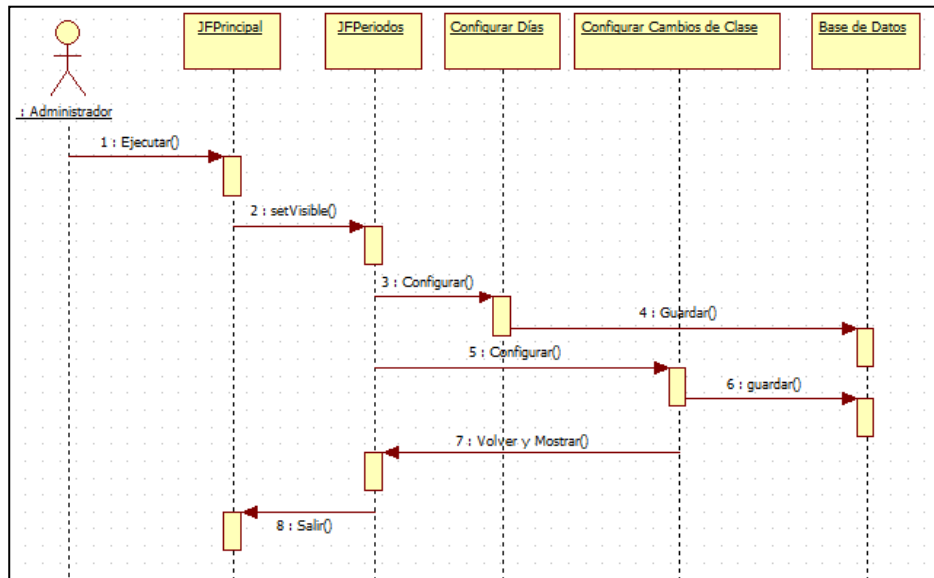 JFPrincipal
JFPeriodos
Configurar Días
Configurar Cambios de Clase
Base de Datos
: Administrador
1 : Ejecutar()
2 : setVisible()
3 : Configurar()
4 : Guardar()
5 : Configurar()
6 : guardar()
7 : Volver y Mostrar()
8 : Salir()